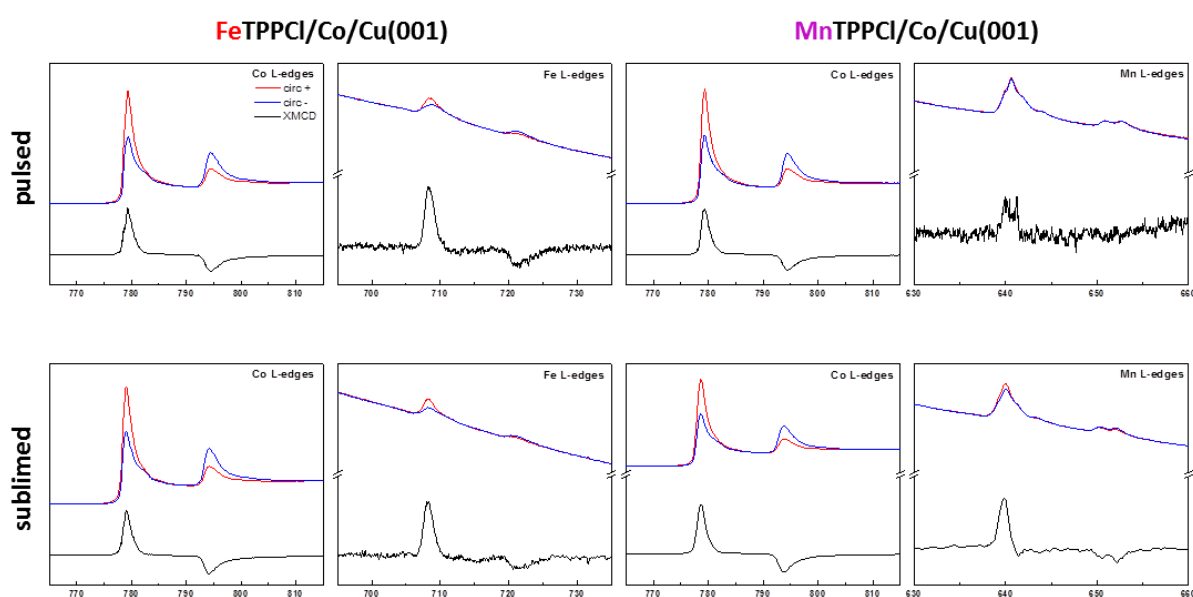 FeTPPCl/Co/Cu(001)
MnTPPCl/Co/Cu(001)
pulsed
Co L-edges
circ +
circ -
XMCD
770 780 790 800 810
Fe L-edges
700 710 720 730
Co L-edges
770 780 790 800 810
Mn L-edges
630 640 650 660
sublimed
Co L-edges
770 780 790 800 810
Fe L-edges
700 710 720 730
Co L-edges
770 780 790 800 810
Mn L-edges
630 640 650 660